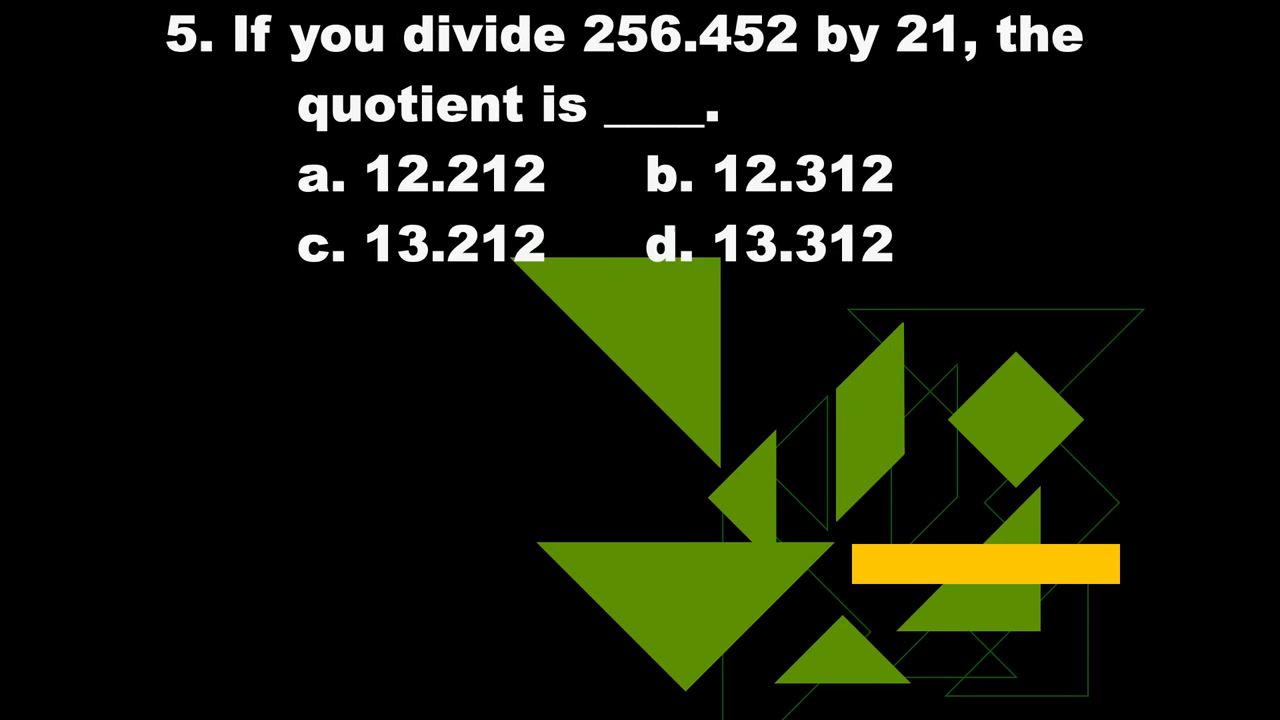 5. If you divide 256.452 by 21, the
quotient is ____.
a. 12.212 b. 12.312
c. 13.212 d. 13.312